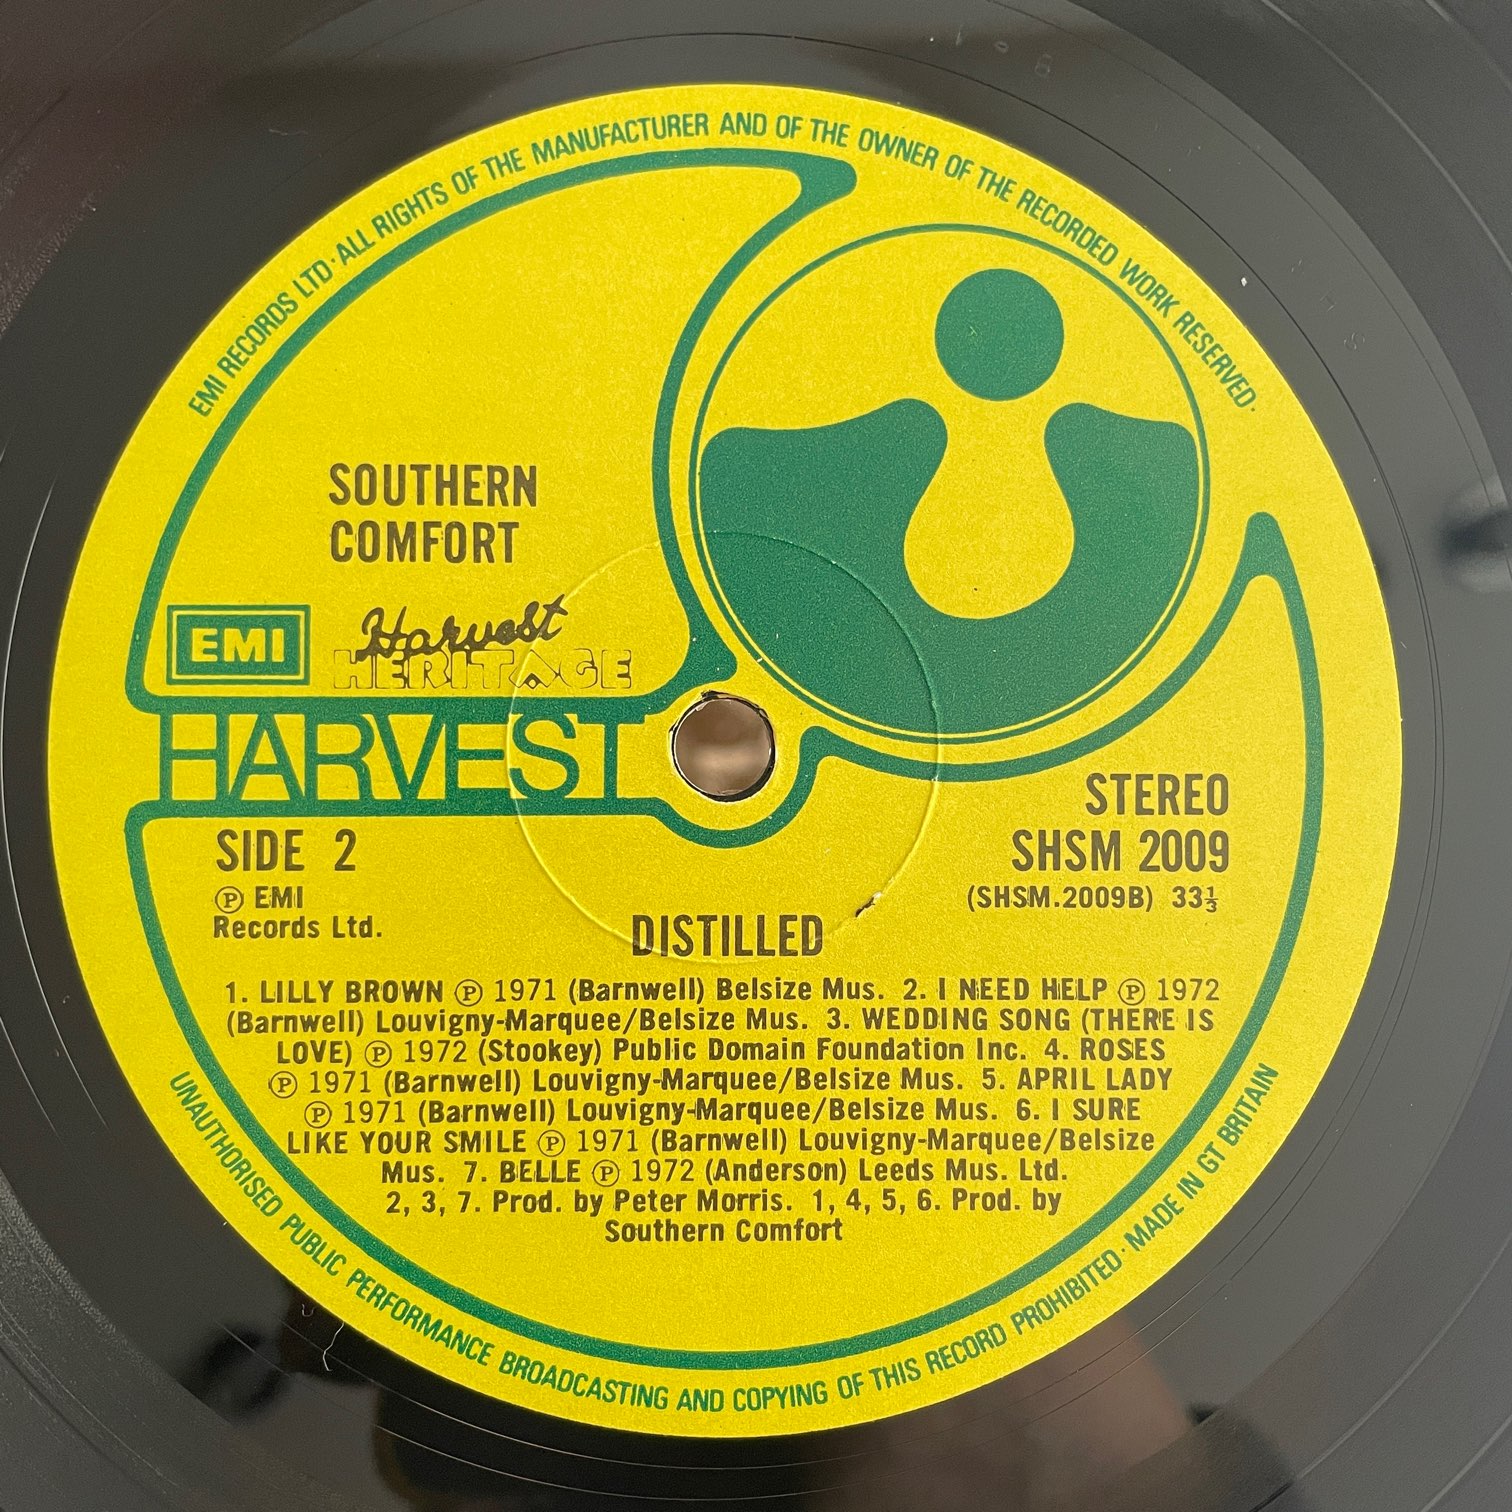 EMI RECORDS LTD · ALL RIGHTS OF THE MANUFACTURER AND OF THE OWNER OF THE RECORDED WORK RESERVED ·
SOUTHERN
COMFORT
EMI
Harvest
HERITAGE
HARVEST
SIDE 2
Ⓟ EMI
Records Ltd.
STEREO
SHSM 2009
(SHSM.2009B) 33⅓
DISTILLED
1. LILLY BROWN Ⓟ 1971 (Barnwell) Belsize Mus. 2. I NEED HELP Ⓟ 1972
(Barnwell) Louvigny-Marquee/Belsize Mus. 3. WEDDING SONG (THERE IS
LOVE) Ⓟ 1972 (Stookey) Public Domain Foundation Inc. 4. ROSES
Ⓟ 1971 (Barnwell) Louvigny-Marquee/Belsize Mus. 5. APRIL LADY
Ⓟ 1971 (Barnwell) Louvigny-Marquee/Belsize Mus. 6. I SURE
LIKE YOUR SMILE Ⓟ 1971 (Barnwell) Louvigny-Marquee/Belsize
Mus. 7. BELLE Ⓟ 1972 (Anderson) Leeds Mus. Ltd.
2, 3, 7. Prod. by Peter Morris. 1, 4, 5, 6. Prod. by
Southern Comfort
UNAUTHORISED PUBLIC PERFORMANCE BROADCASTING AND COPYING OF THIS RECORD PROHIBITED · MADE IN GT BRITAIN